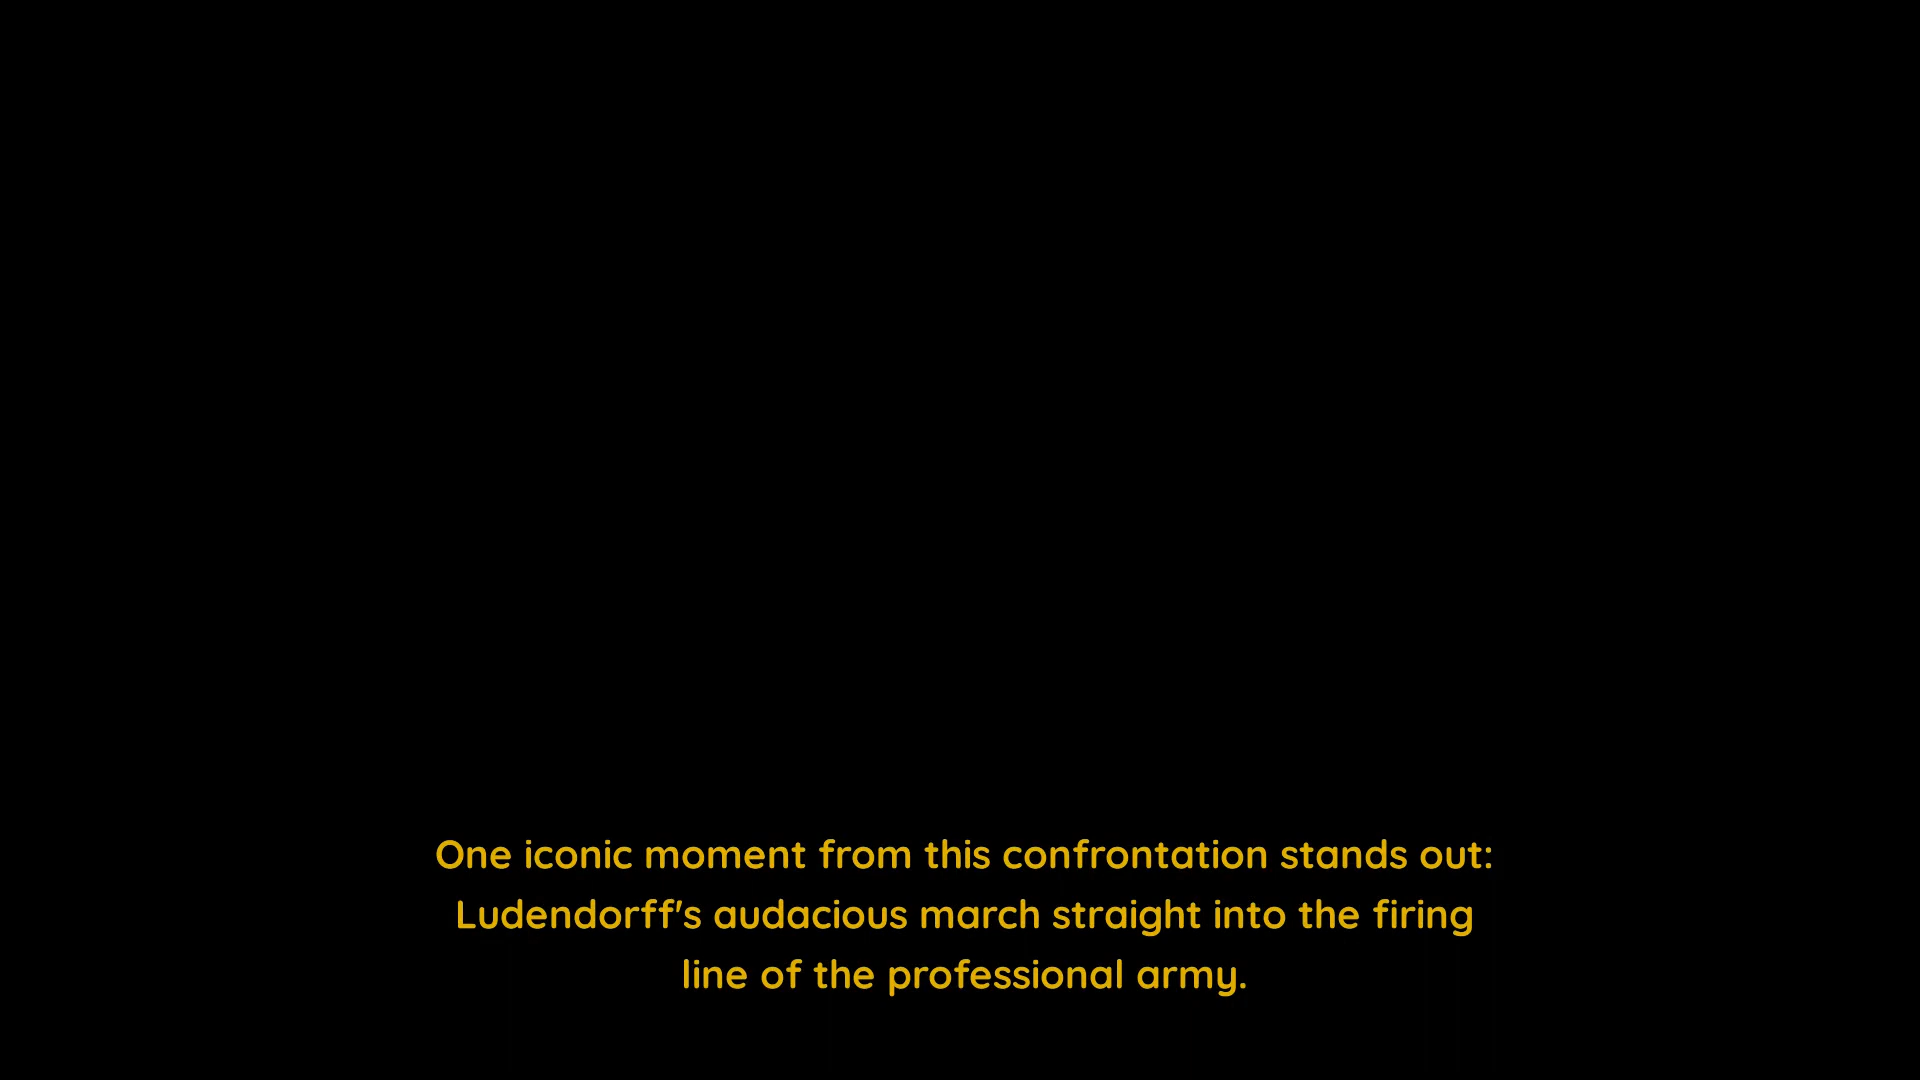 One iconic moment from this confrontation stands out:
Ludendorff's audacious march straight into the firing
line of the professional army.